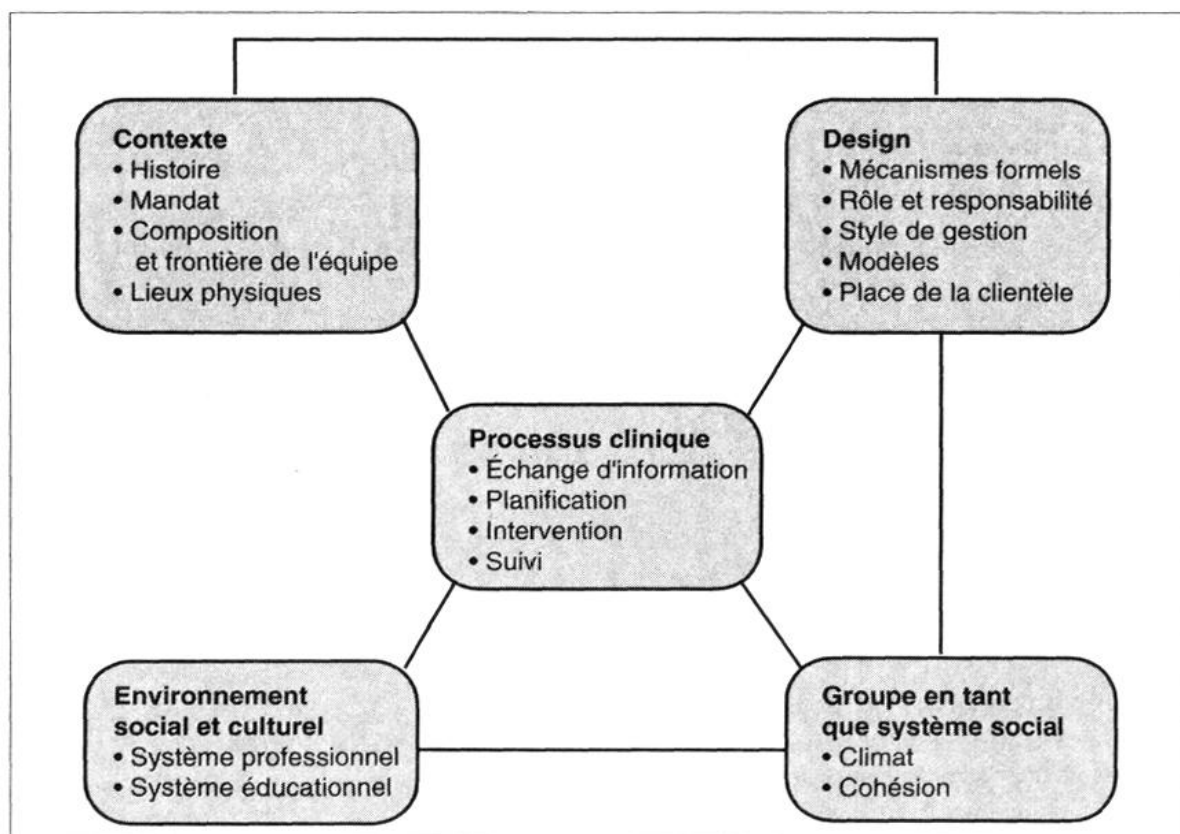 Contexte
• Histoire
• Mandat
• Composition
et frontière de l'équipe
• Lieux physiques
Design
• Mécanismes formels
• Rôle et responsabilité
• Style de gestion
• Modèles
• Place de la clientèle
Processus clinique
• Échange d'information
• Planification
• Intervention
• Suivi
Environnement
social et culturel
• Système professionnel
• Système éducationnel
Groupe en tant
que système social
• Climat
• Cohésion